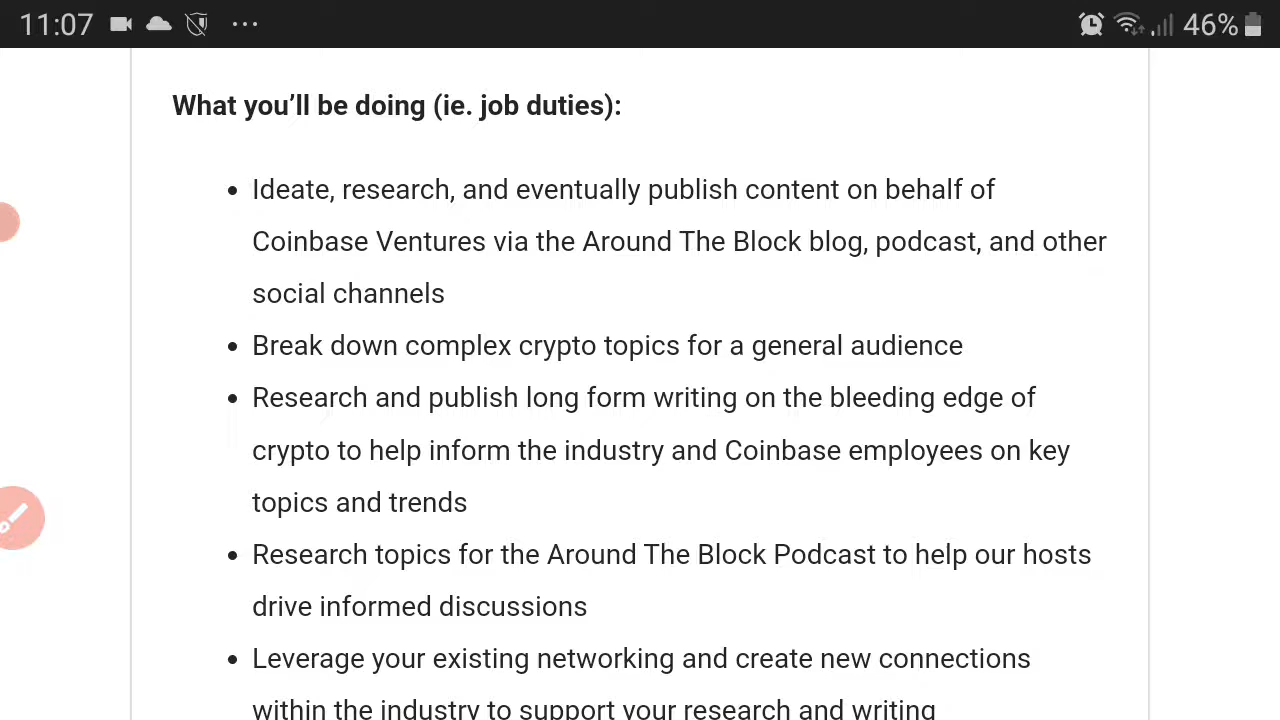 11:07 46%
What you’ll be doing (ie. job duties):
Ideate, research, and eventually publish content on behalf of
Coinbase Ventures via the Around The Block blog, podcast, and other
social channels
Break down complex crypto topics for a general audience
Research and publish long form writing on the bleeding edge of
crypto to help inform the industry and Coinbase employees on key
topics and trends
Research topics for the Around The Block Podcast to help our hosts
drive informed discussions
Leverage your existing networking and create new connections
within the industry to support your research and writing